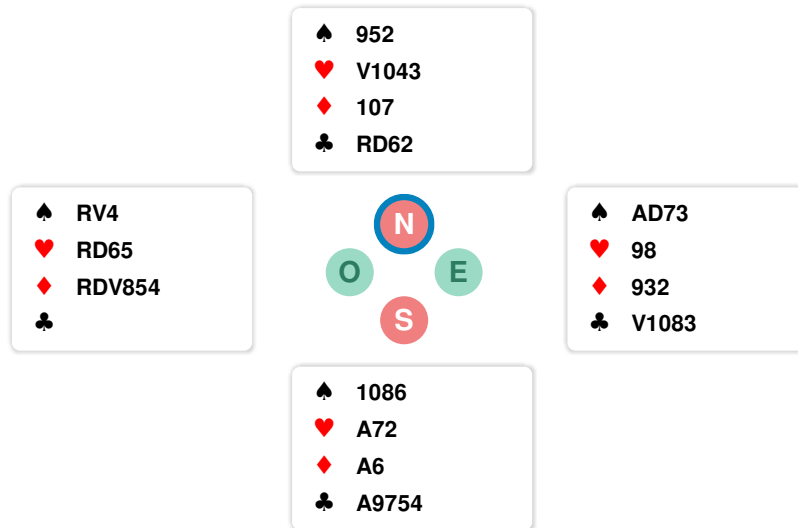 ♠ 952
♥ V1043
♦ 107
♣ RD62
♠ RV4
♥ RD65
♦ RDV854
♣
N
O E
S
♠ AD73
♥ 98
♦ 932
♣ V1083
♠ 1086
♥ A72
♦ A6
♣ A9754